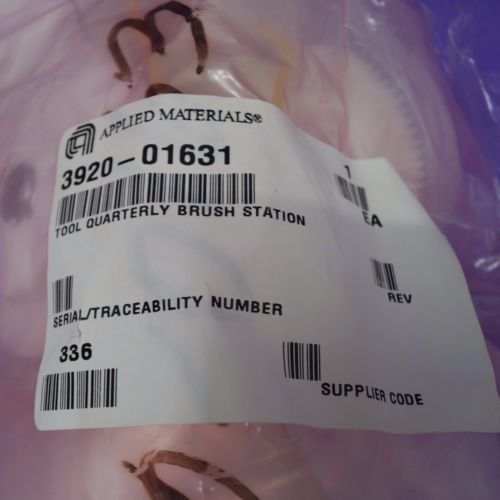 APPLIED MATERIALS®
3920-01631
1
EA
TOOL QUARTERLY BRUSH STATION
REV
SERIAL/TRACEABILITY NUMBER
336
SUPPLIER CODE